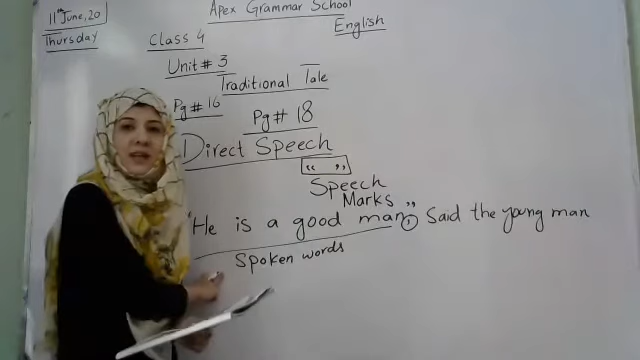 11th June, 20
Thursday
Apex Grammar School
English
Class 4
Unit # 3
Traditional Tale
Pg # 16
Pg # 18
Direct Speech
“ ”
Speech
Marks
“He is a good man,” Said the young man
Spoken words